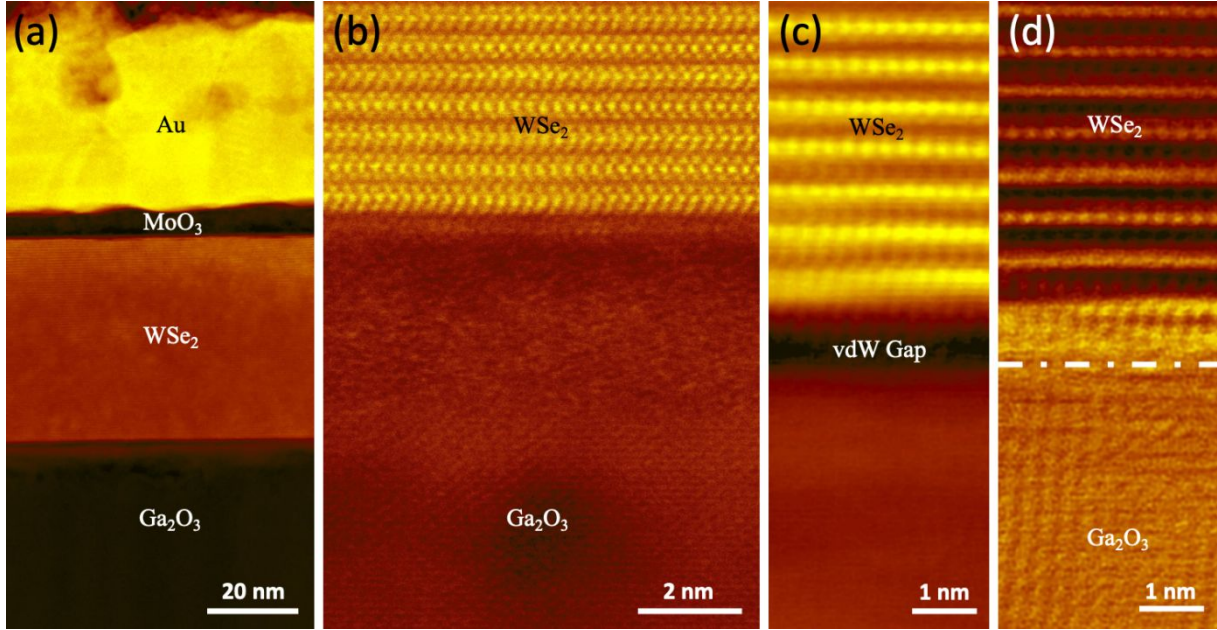 (a)
Au
MoO₃
WSe₂
Ga₂O₃
20 nm
(b)
WSe₂
Ga₂O₃
2 nm
(c)
WSe₂
vdW Gap
1 nm
(d)
WSe₂
Ga₂O₃
1 nm